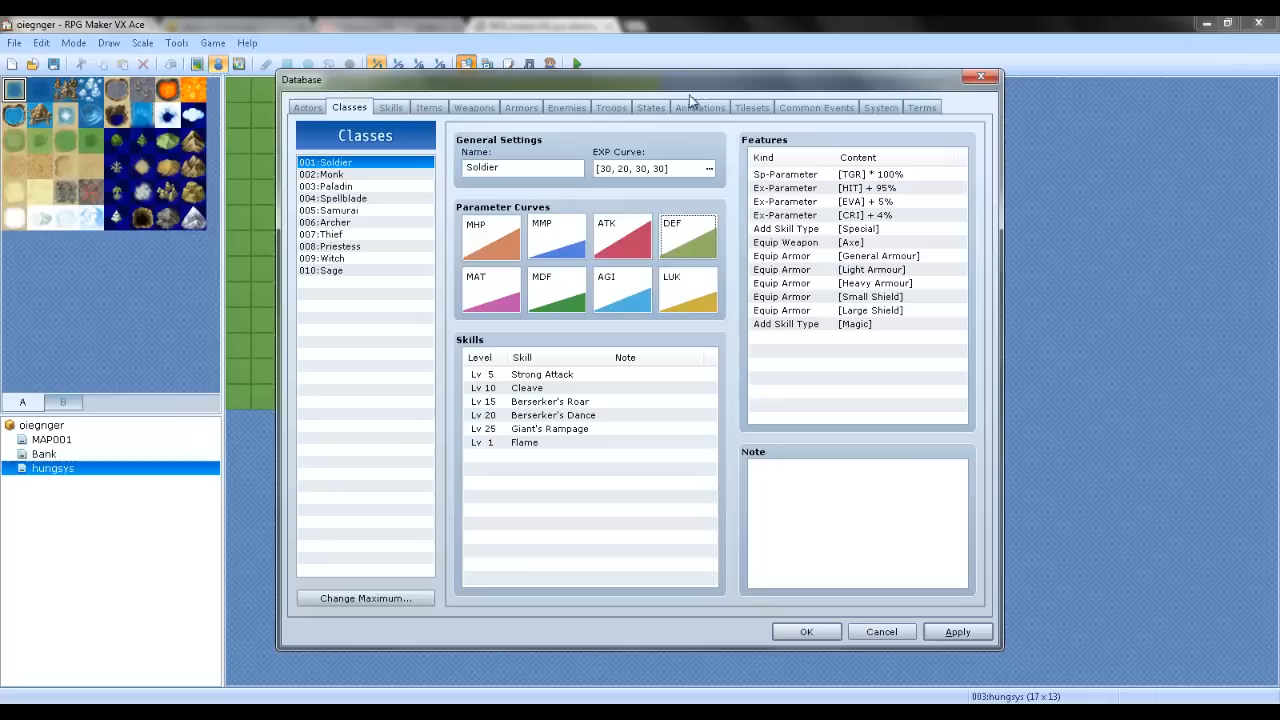 oiegnger - RPG Maker VX Ace
File Edit Mode Draw Scale Tools Game Help
Database
Actors Classes Skills Items Weapons Armors Enemies Troops States Animations Tilesets Common Events System Terms
Classes
001:Soldier
002:Monk
003:Paladin
004:Spellblade
005:Samurai
006:Archer
007:Thief
008:Priestess
009:Witch
010:Sage
Change Maximum...
General Settings
Name: EXP Curve:
Soldier [30, 20, 30, 30] ...
Parameter Curves
MHP MMP ATK DEF
MAT MDF AGI LUK
Skills
Level Skill Note
Lv 5 Strong Attack
Lv 10 Cleave
Lv 15 Berserker's Roar
Lv 20 Berserker's Dance
Lv 25 Giant's Rampage
Lv 1 Flame
Features
Kind Content
Sp-Parameter [TGR] * 100%
Ex-Parameter [HIT] + 95%
Ex-Parameter [EVA] + 5%
Ex-Parameter [CRI] + 4%
Add Skill Type [Special]
Equip Weapon [Axe]
Equip Armor [General Armour]
Equip Armor [Light Armour]
Equip Armor [Heavy Armour]
Equip Armor [Small Shield]
Equip Armor [Large Shield]
Add Skill Type [Magic]
Note
OK Cancel Apply
A B
oiegnger
MAP001
Bank
hungsys
003:hungsys (17 x 13)